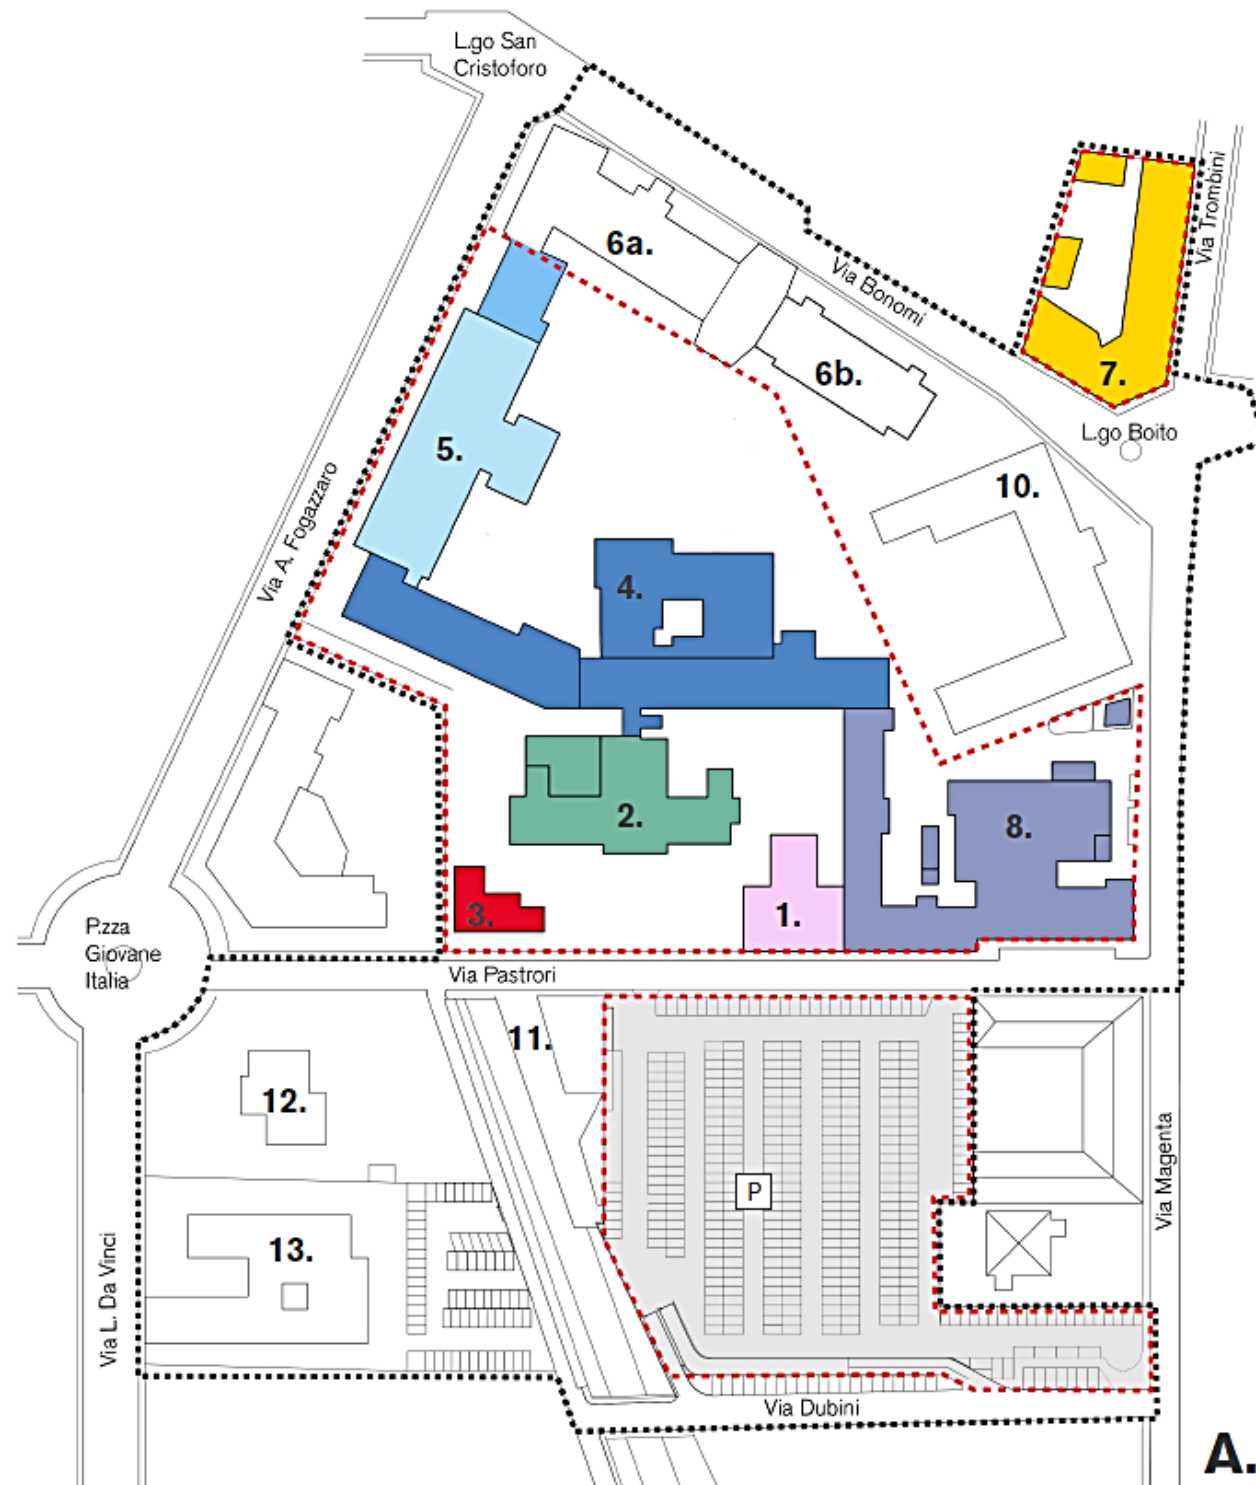 L.go San
Cristoforo
Via Trombini
6a.
Via Bonomi
6b.
7.
L.go Boito
5.
10.
Via A. Fogazzaro
4.
2.
8.
3.
1.
P.zza
Giovane
Italia
Via Pastrori
11.
12.
P
Via Magenta
13.
Via L. Da Vinci
Via Dubini
A.